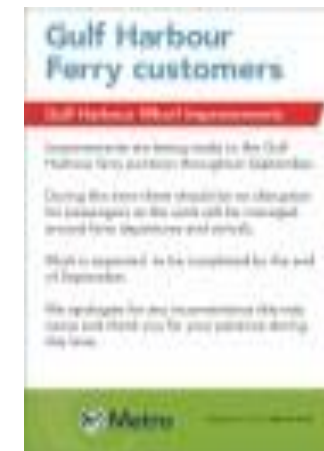 Gulf Harbour
Ferry customers
Gulf Harbour Wharf Improvements
Improvements are being made to the Gulf
Harbour ferry pontoon throughout September.
During this time there should be no disruption
for passengers as the work will be managed
around ferry departures and arrivals.
Work is expected to be completed by the end
of September.
We apologise for any inconvenience this may
cause and thank you for your patience during
this time.
Metro